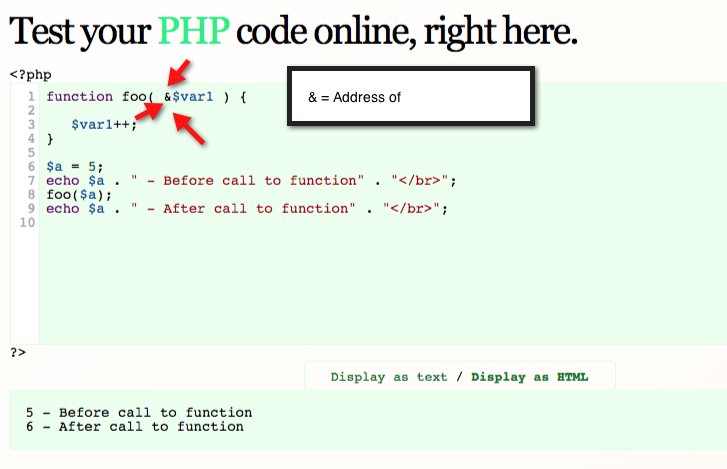 Test your PHP code online, right here.
<?php
1 function foo( &$var1 ) {
2
3    $var1++;
4 }
5
6 $a = 5;
7 echo $a . " - Before call to function" . "</br>";
8 foo($a);
9 echo $a . " - After call to function" . "</br>";
10
& = Address of
?>
Display as text / Display as HTML
5 - Before call to function
6 - After call to function